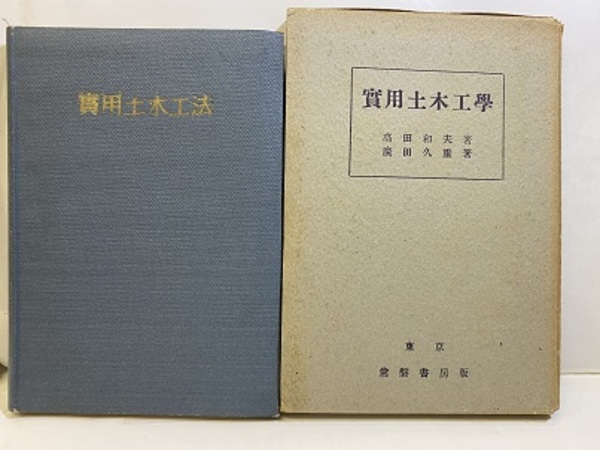 實用土木工法
實用土木工學
高田和夫著
廣田久重著
東京
常磐書房版